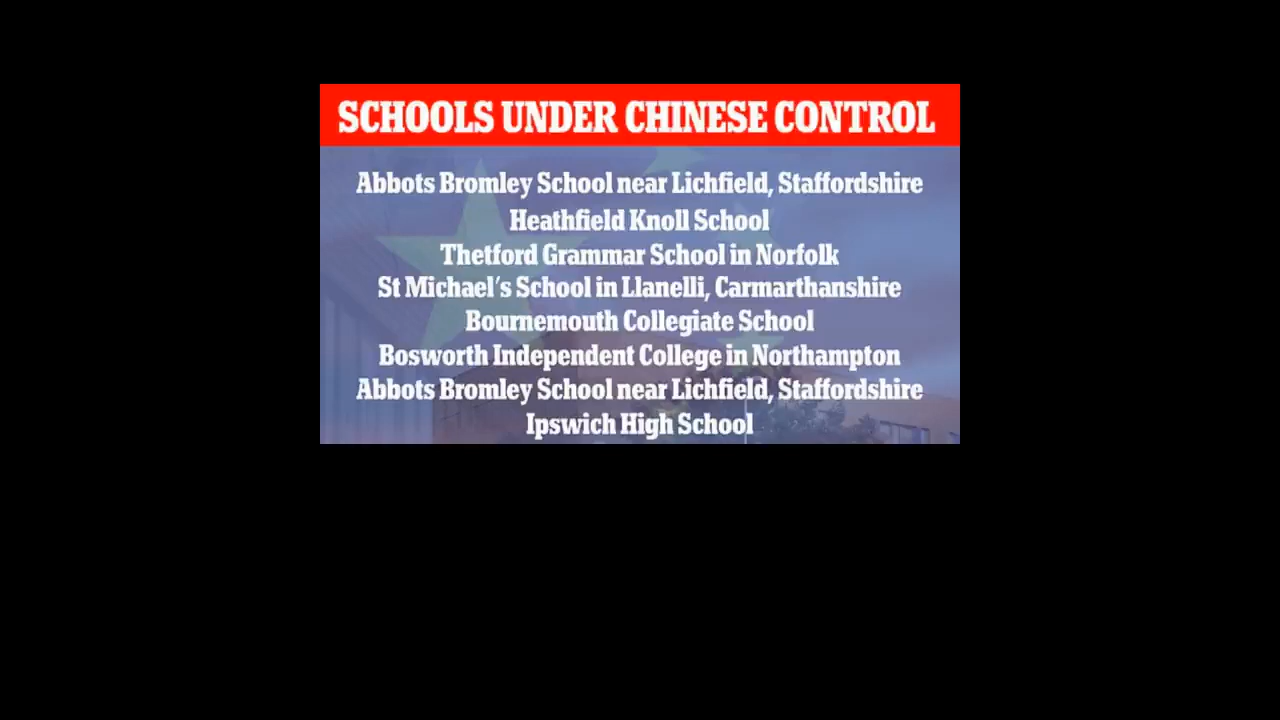 SCHOOLS UNDER CHINESE CONTROL
Abbots Bromley School near Lichfield, Staffordshire
Heathfield Knoll School
Thetford Grammar School in Norfolk
St Michael's School in Llanelli, Carmarthanshire
Bournemouth Collegiate School
Bosworth Independent College in Northampton
Abbots Bromley School near Lichfield, Staffordshire
Ipswich High School